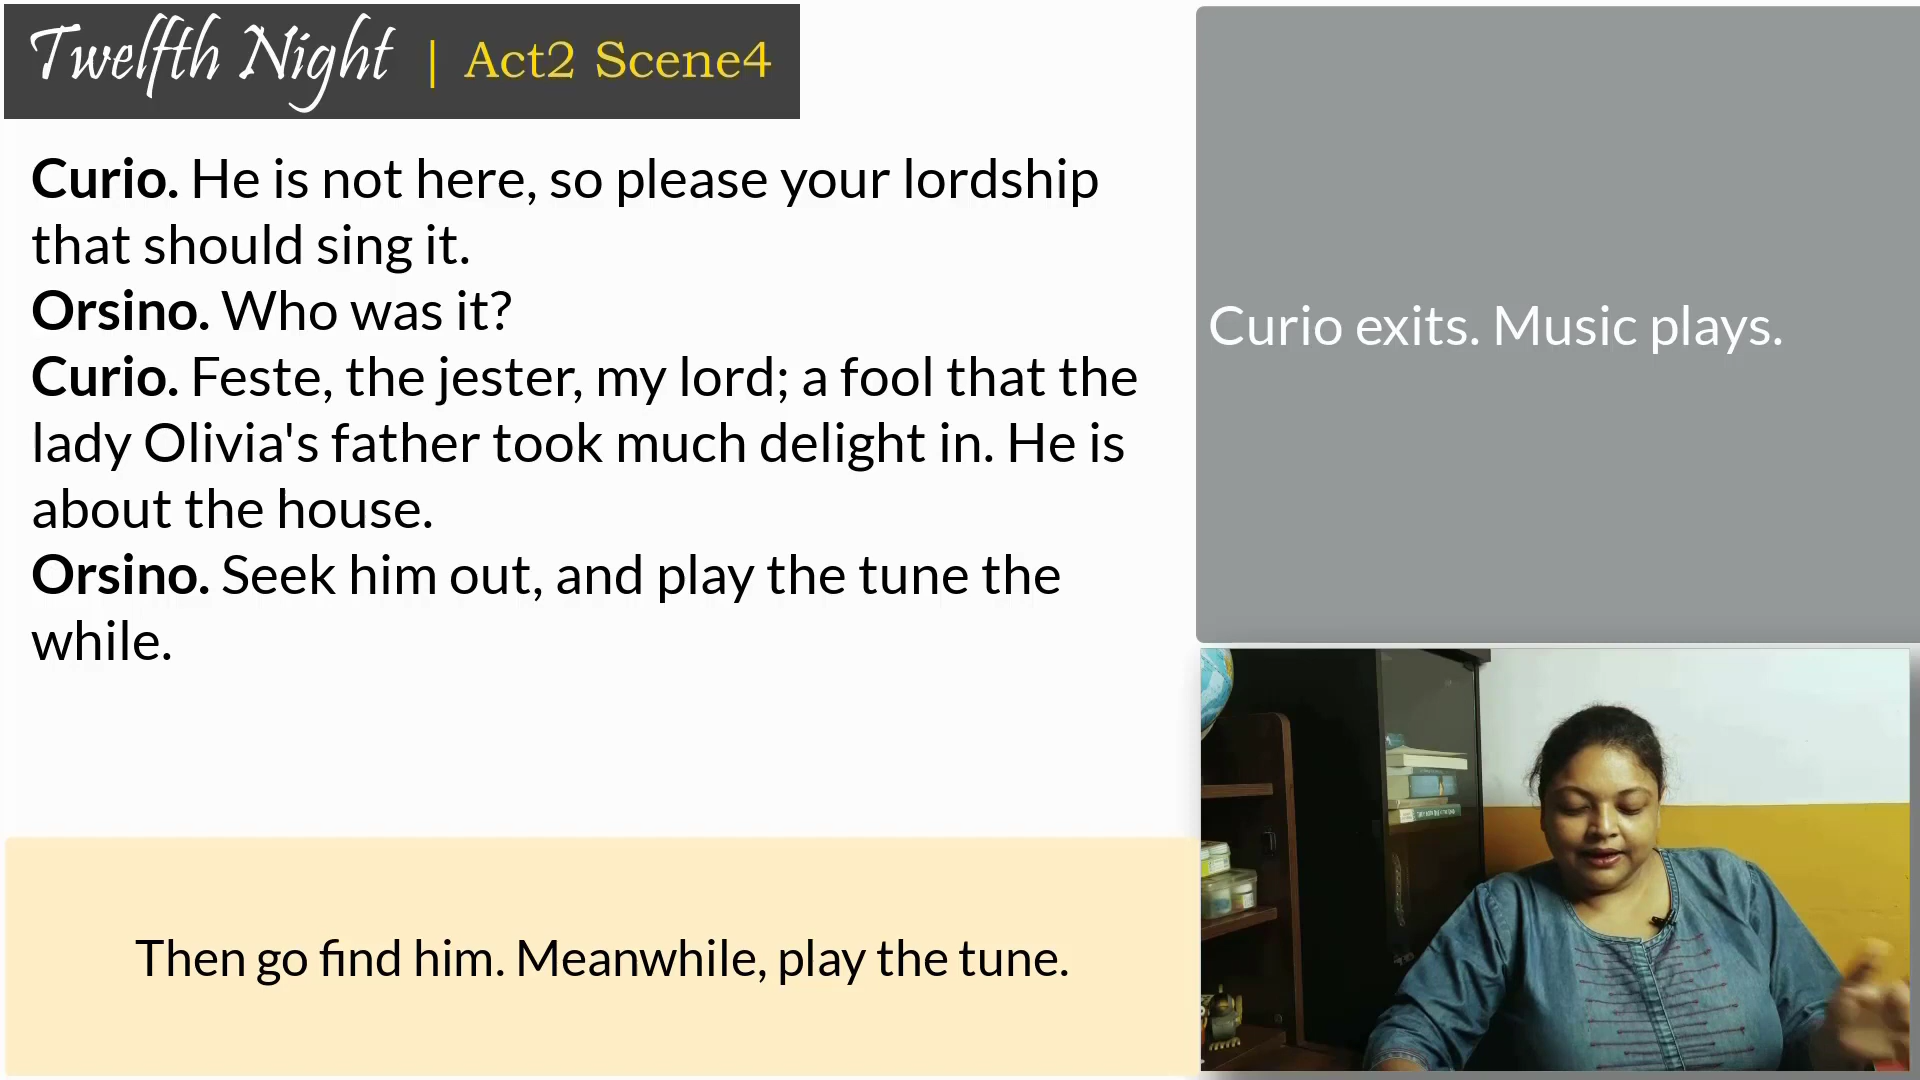 Twelfth Night | Act2 Scene4
Curio. He is not here, so please your lordship
that should sing it.
Orsino. Who was it?
Curio. Feste, the jester, my lord; a fool that the
lady Olivia's father took much delight in. He is
about the house.
Orsino. Seek him out, and play the tune the
while.
Curio exits. Music plays.
Then go find him. Meanwhile, play the tune.